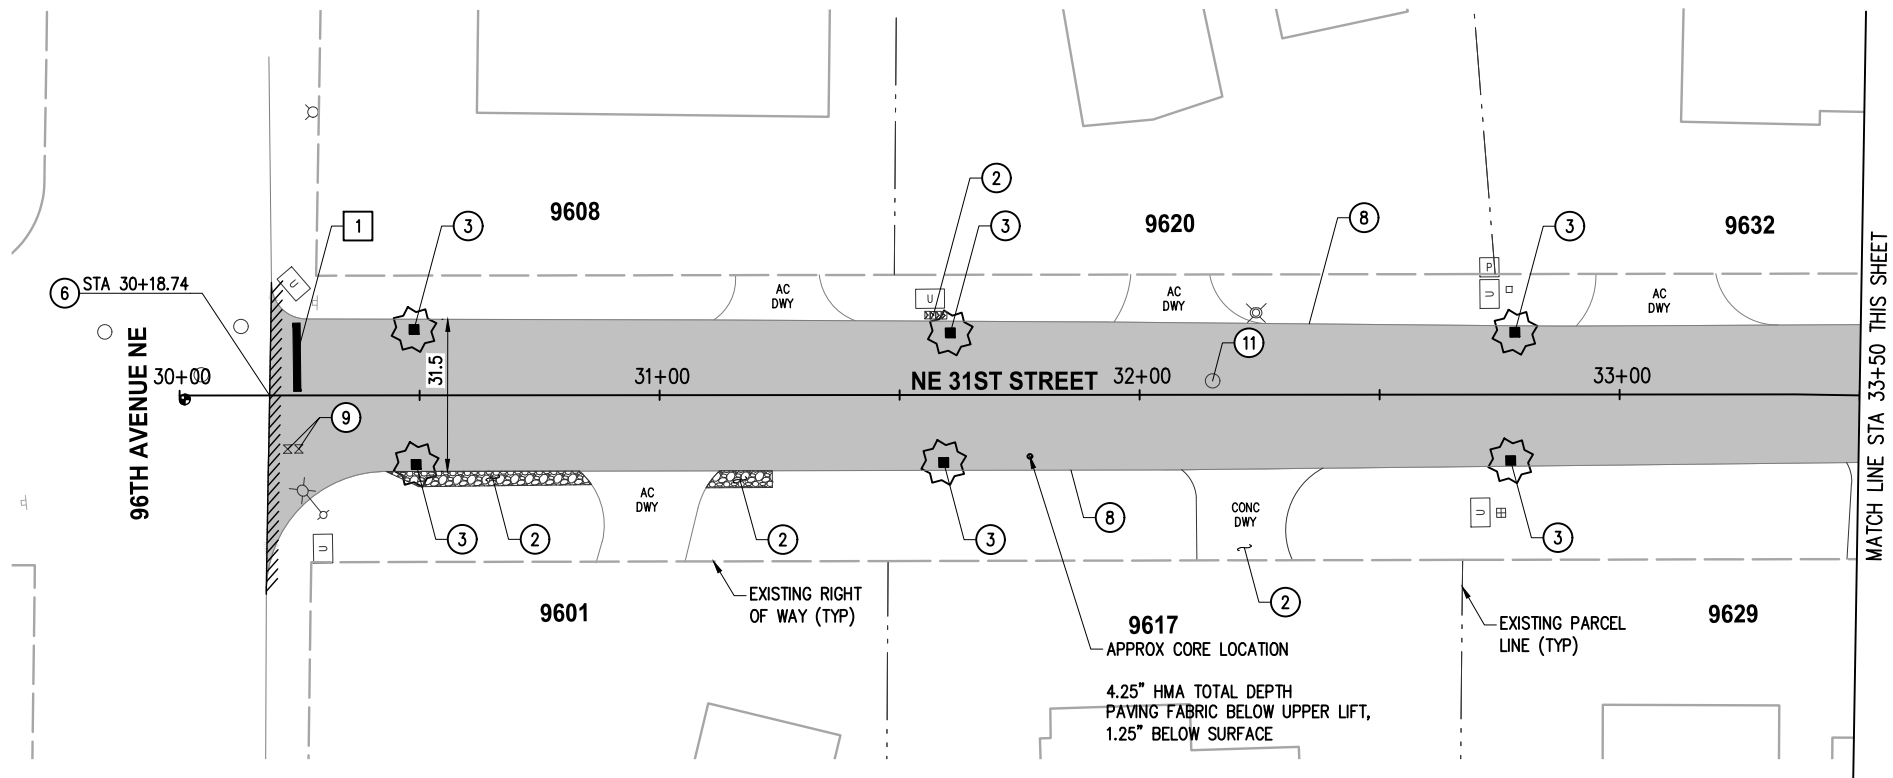 2
9608
9620
9632
1
3
3
8
3
6 STA 30+18.74
U
AC
DWY
U
AC
DWY
P
U
AC
DWY
11
96TH AVENUE NE
30+00
31.5
31+00
NE 31ST STREET
32+00
33+00
MATCH LINE STA 33+50 THIS SHEET
9
AC
DWY
8
CONC
DWY
U
U
3
2
2
3
3
2
EXISTING RIGHT
OF WAY (TYP)
9601
9617
9629
EXISTING PARCEL
LINE (TYP)
APPROX CORE LOCATION
4.25" HMA TOTAL DEPTH
PAVING FABRIC BELOW UPPER LIFT,
1.25" BELOW SURFACE